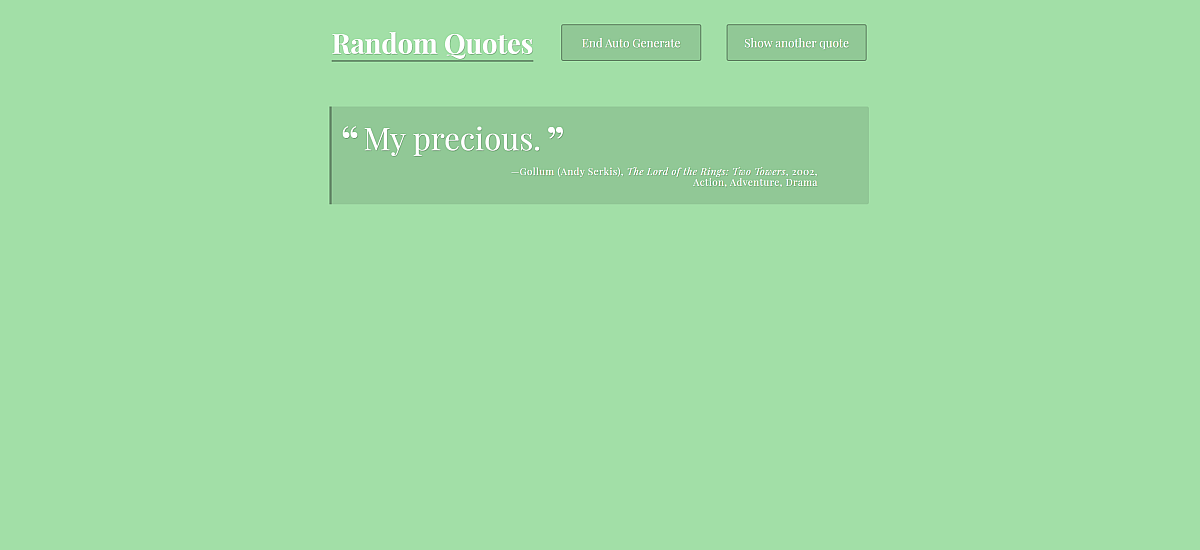 Random Quotes
End Auto Generate
Show another quote
“ My precious. ”
—Gollum (Andy Serkis), The Lord of the Rings: Two Towers, 2002,
Action, Adventure, Drama